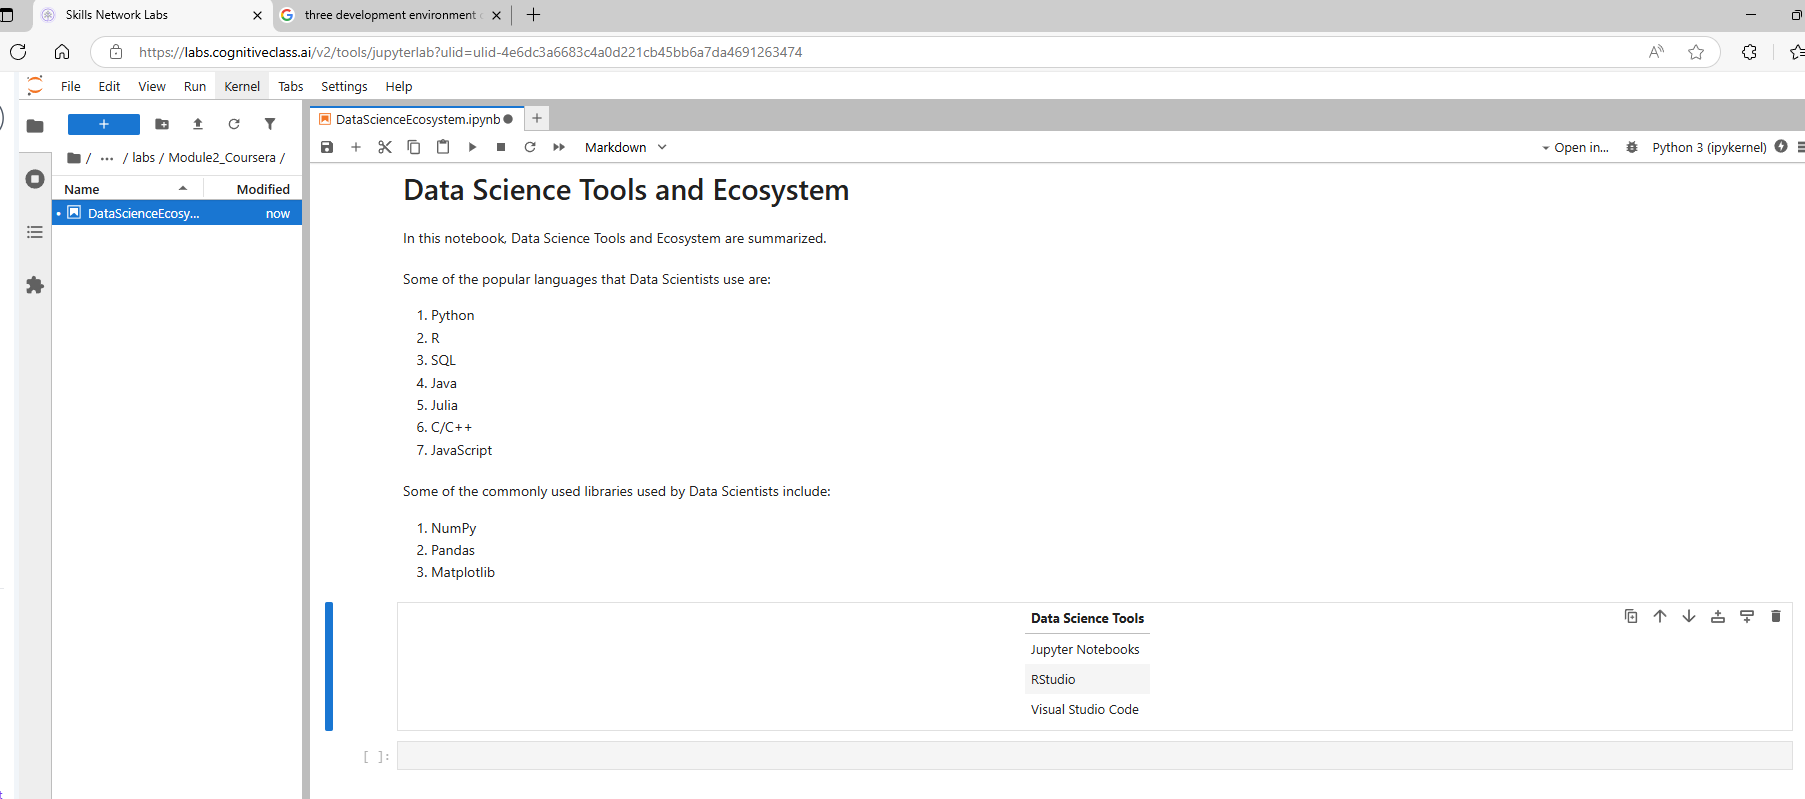 Skills Network Labs
three development environment
https://labs.cognitiveclass.ai/v2/tools/jupyterlab?ulid=ulid-4e6dc3a6683c4a0d221cb45bb6a7da4691263474
File Edit View Run Kernel Tabs Settings Help
DataScienceEcosystem.ipynb
Markdown
Open in...
Python 3 (ipykernel)
/ ... / labs / Module2_Coursera /
Name Modified
DataScienceEcosy... now
Data Science Tools and Ecosystem
In this notebook, Data Science Tools and Ecosystem are summarized.
Some of the popular languages that Data Scientists use are:
1. Python
2. R
3. SQL
4. Java
5. Julia
6. C/C++
7. JavaScript
Some of the commonly used libraries used by Data Scientists include:
1. NumPy
2. Pandas
3. Matplotlib
Data Science Tools
Jupyter Notebooks
RStudio
Visual Studio Code
[ ]: